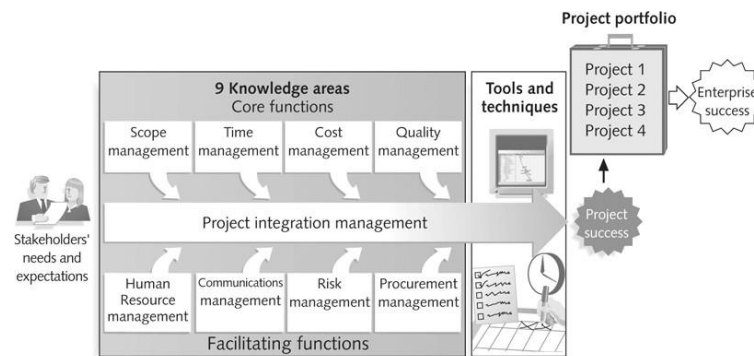 Project portfolio
Project 1
Project 2
Project 3
Project 4
Enterprise
success
9 Knowledge areas
Core functions
Tools and
techniques
Scope
management
Time
management
Cost
management
Quality
management
Project integration management
Project
success
Stakeholders'
needs and
expectations
Human
Resource
management
Communications
management
Risk
management
Procurement
management
Facilitating functions